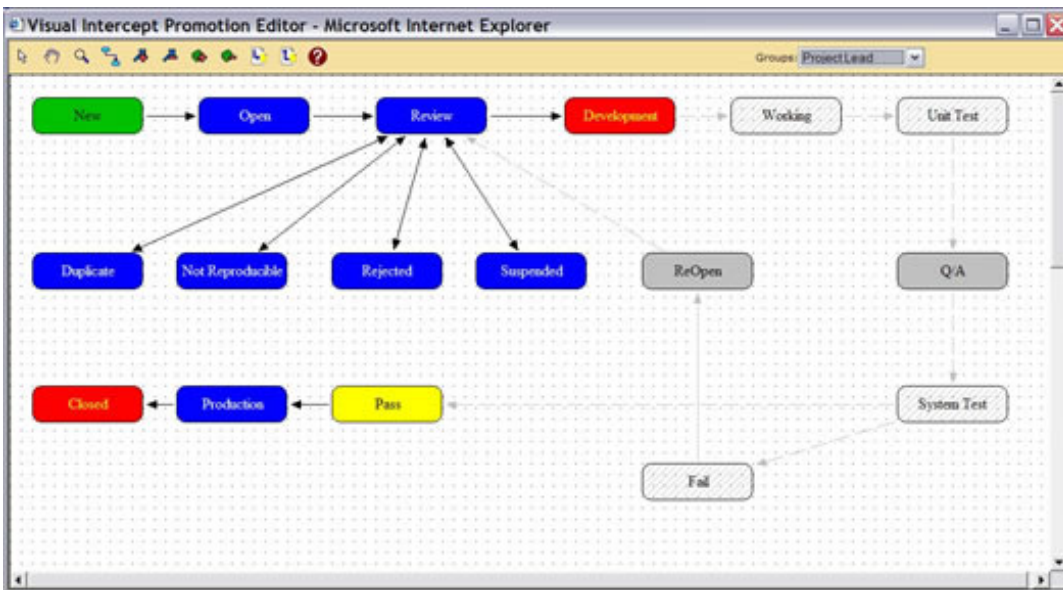 Visual Intercept Promotion Editor - Microsoft Internet Explorer
Groups: ProjectLead
New
Open
Review
Development
Working
Unit Test
Duplicate
Not Reproducible
Rejected
Suspended
ReOpen
Q/A
Closed
Production
Pass
System Test
Fail